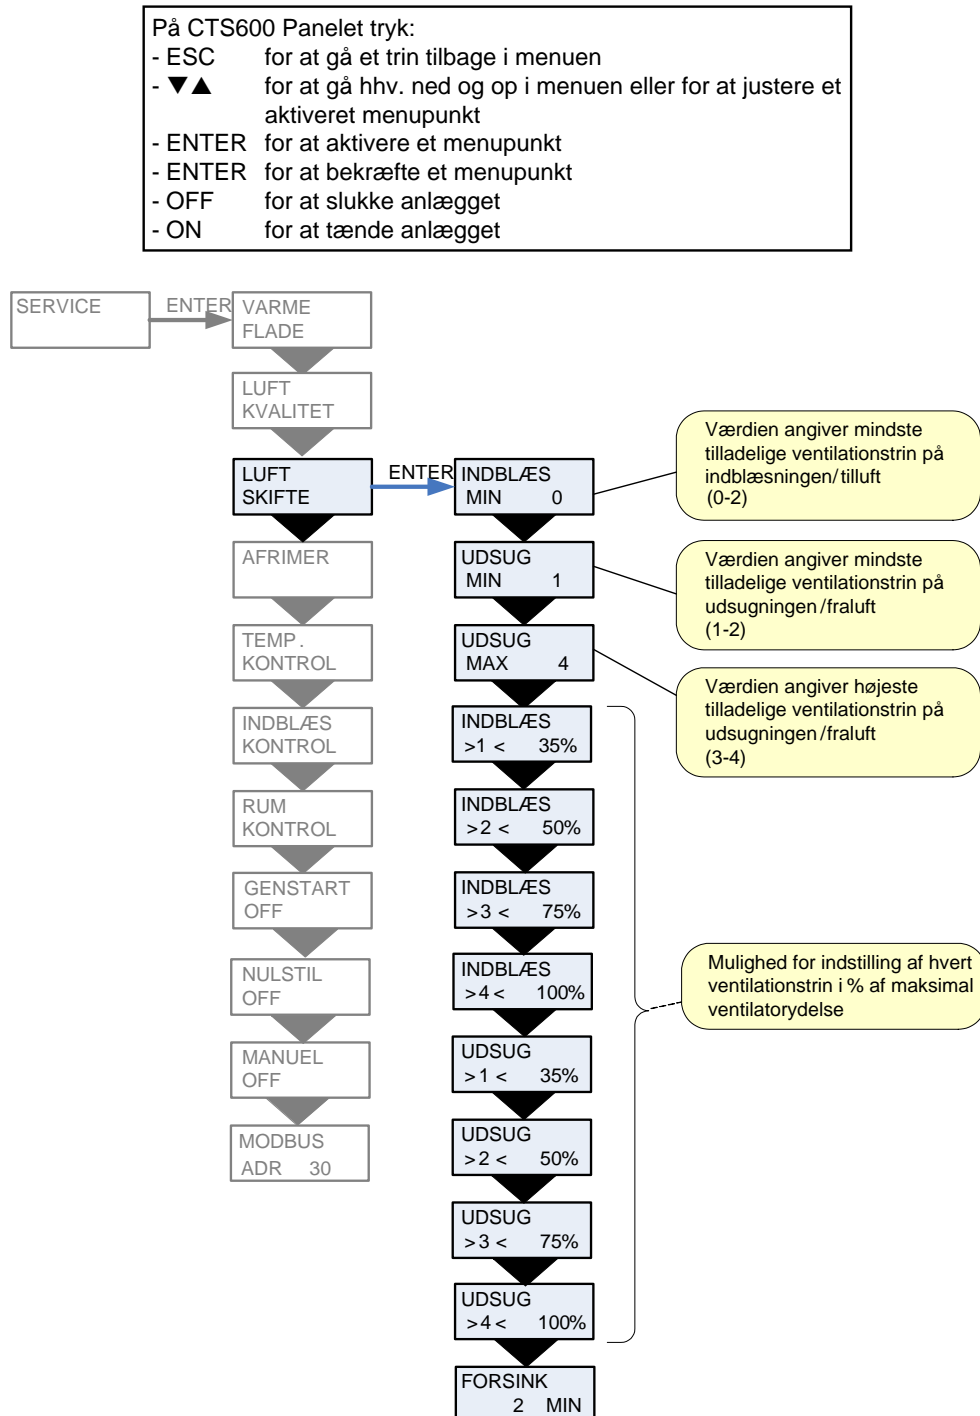 På CTS600 Panelet tryk:
- ESC for at gå et trin tilbage i menuen
- ▼▲ for at gå hhv. ned og op i menuen eller for at justere et
aktiveret menupunkt
- ENTER for at aktivere et menupunkt
- ENTER for at bekræfte et menupunkt
- OFF for at slukke anlægget
- ON for at tænde anlægget
SERVICE
ENTER
VARME
FLADE
LUFT
KVALITET
LUFT
SKIFTE
AFRIMER
TEMP.
KONTROL
INDBLÆS
KONTROL
RUM
KONTROL
GENSTART
OFF
NULSTIL
OFF
MANUEL
OFF
MODBUS
ADR 30
ENTER
INDBLÆS
MIN 0
UDSUG
MIN 1
UDSUG
MAX 4
INDBLÆS
>1 < 35%
INDBLÆS
>2 < 50%
INDBLÆS
>3 < 75%
INDBLÆS
>4 < 100%
UDSUG
>1 < 35%
UDSUG
>2 < 50%
UDSUG
>3 < 75%
UDSUG
>4 < 100%
FORSINK
2 MIN
Værdien angiver mindste
tilladelige ventilationstrin på
indblæsningen/tilluft
(0-2)
Værdien angiver mindste
tilladelige ventilationstrin på
udsugningen/fraluft
(1-2)
Værdien angiver højeste
tilladelige ventilationstrin på
udsugningen/fraluft
(3-4)
Mulighed for indstilling af hvert
ventilationstrin i % af maksimal
ventilatorydelse